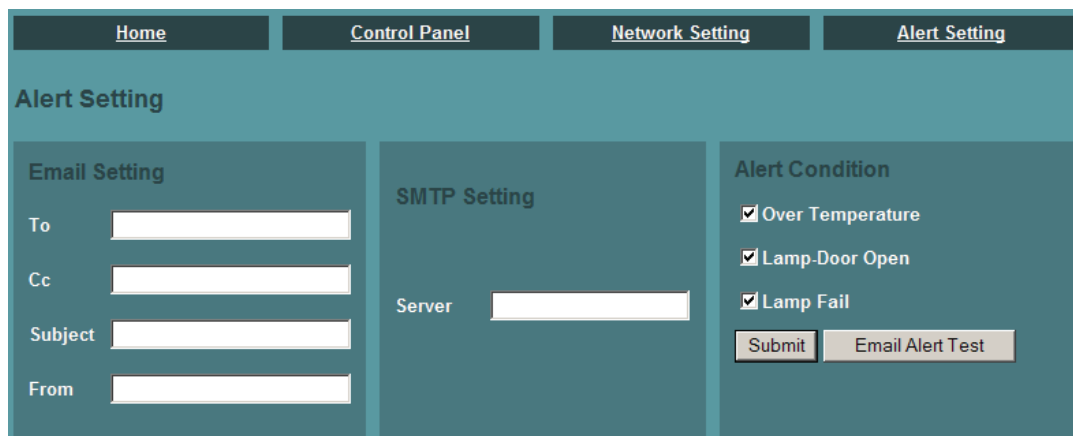 Home Control Panel Network Setting Alert Setting
Alert Setting
Email Setting
To
Cc
Subject
From
SMTP Setting
Server
Alert Condition
Over Temperature
Lamp-Door Open
Lamp Fail
Submit Email Alert Test